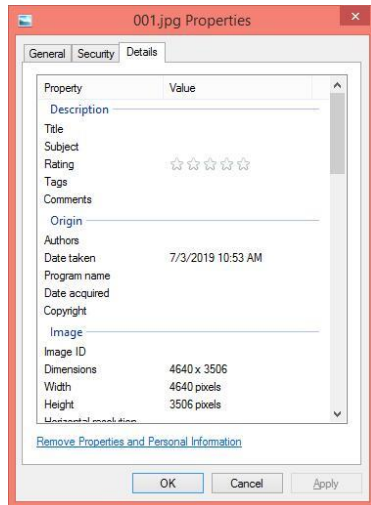 001.jpg Properties
General Security Details
Property Value
Description
Title
Subject
Rating
Tags
Comments
Origin
Authors
Date taken 7/3/2019 10:53 AM
Program name
Date acquired
Copyright
Image
Image ID
Dimensions 4640 x 3506
Width 4640 pixels
Height 3506 pixels
Horizontal resolution
Remove Properties and Personal Information
OK Cancel Apply